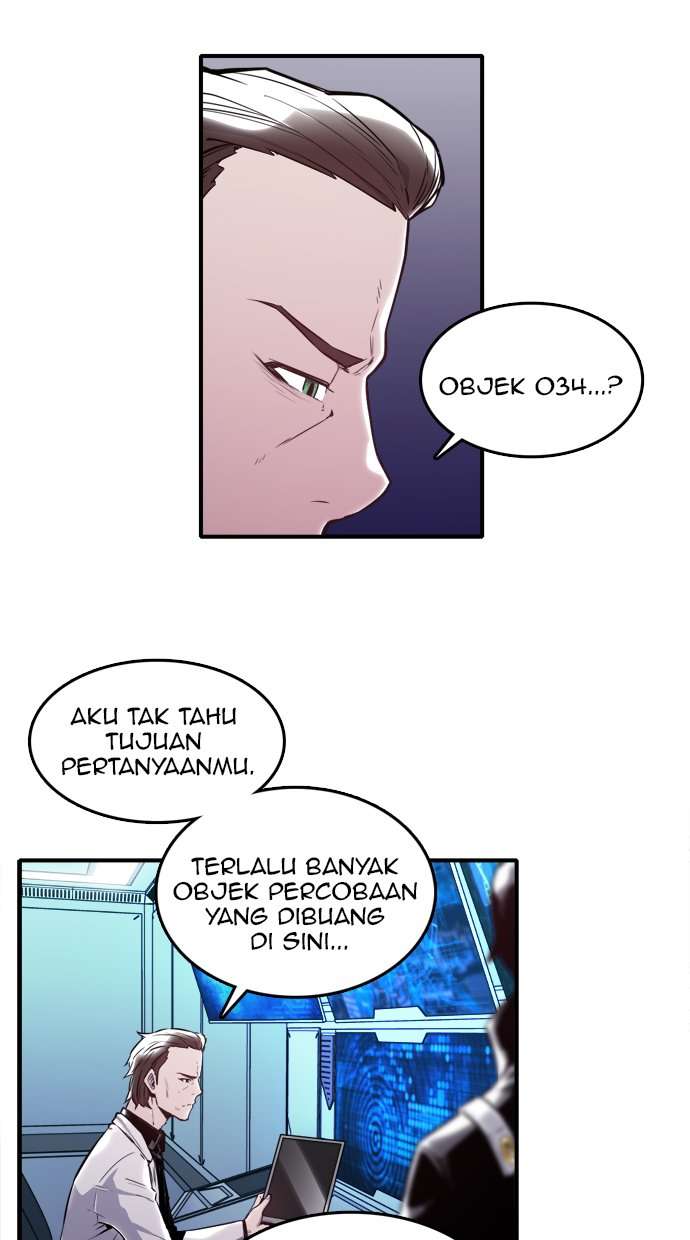 OBJEK 034...?
AKU TAK TAHU
TUJUAN
PERTANYAANMU.
TERLALU BANYAK
OBJEK PERCOBAAN
YANG DIBUANG
DI SINI...